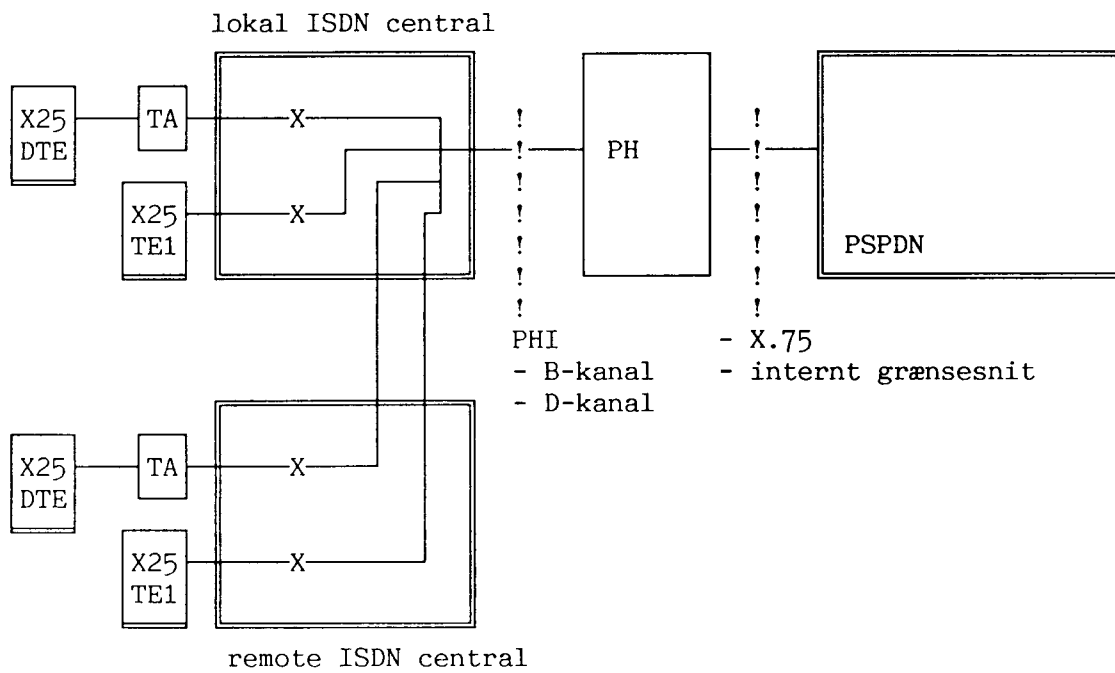 lokal ISDN central
X25
DTE
TA
X
X25
TE1
X
!
!
!
!
!
!
!
PH
!
!
!
!
!
!
!
PSPDN
PHI
- B-kanal
- D-kanal
- X.75
- internt grænsesnit
X25
DTE
TA
X
X25
TE1
X
remote ISDN central